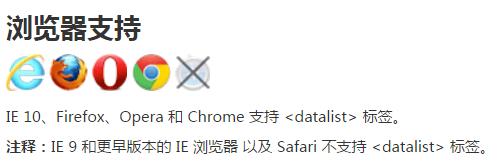 浏览器支持
IE 10、Firefox、Opera 和 Chrome 支持 <datalist> 标签。
注释：IE 9 和更早版本的 IE 浏览器 以及 Safari 不支持 <datalist> 标签。